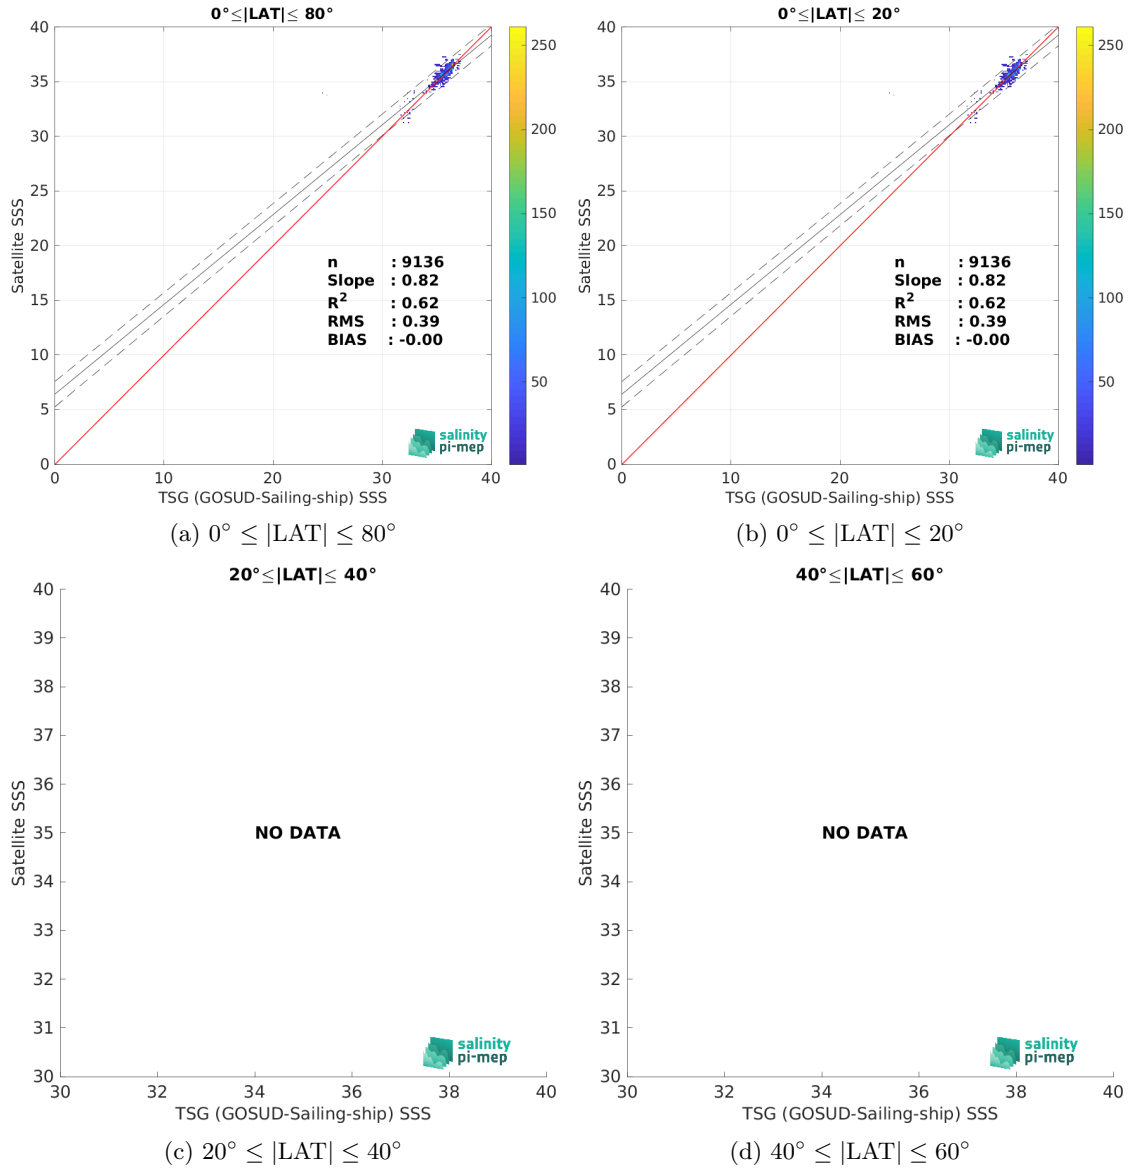 0°≤|LAT|≤ 80°
40
35
30
25
20
15
10
5
0
Satellite SSS
n : 9136
Slope : 0.82
R2 : 0.62
RMS : 0.39
BIAS : -0.00
salinity
pi-mep
0 10 20 30 40
TSG (GOSUD-Sailing-ship) SSS
250
200
150
100
50
(a) 0° ≤ |LAT| ≤ 80°
0°≤|LAT|≤ 20°
40
35
30
25
20
15
10
5
0
Satellite SSS
n : 9136
Slope : 0.82
R2 : 0.62
RMS : 0.39
BIAS : -0.00
salinity
pi-mep
0 10 20 30 40
TSG (GOSUD-Sailing-ship) SSS
250
200
150
100
50
(b) 0° ≤ |LAT| ≤ 20°
20°≤|LAT|≤ 40°
40
39
38
37
36
35
34
33
32
31
30
Satellite SSS
NO DATA
salinity
pi-mep
30 32 34 36 38 40
TSG (GOSUD-Sailing-ship) SSS
(c) 20° ≤ |LAT| ≤ 40°
40°≤|LAT|≤ 60°
40
39
38
37
36
35
34
33
32
31
30
Satellite SSS
NO DATA
salinity
pi-mep
30 32 34 36 38 40
TSG (GOSUD-Sailing-ship) SSS
(d) 40° ≤ |LAT| ≤ 60°